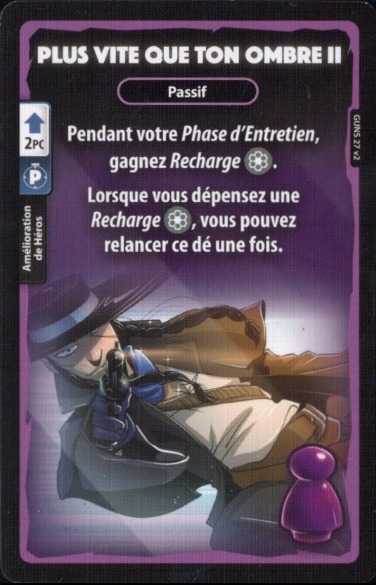 PLUS VITE QUE TON OMBRE II
Passif
Pendant votre Phase d'Entretien,
gagnez Recharge.
Lorsque vous dépensez une
Recharge, vous pouvez
relancer ce dé une fois.
2PC
P
Amélioration
de Héros
GUNS 27 v2